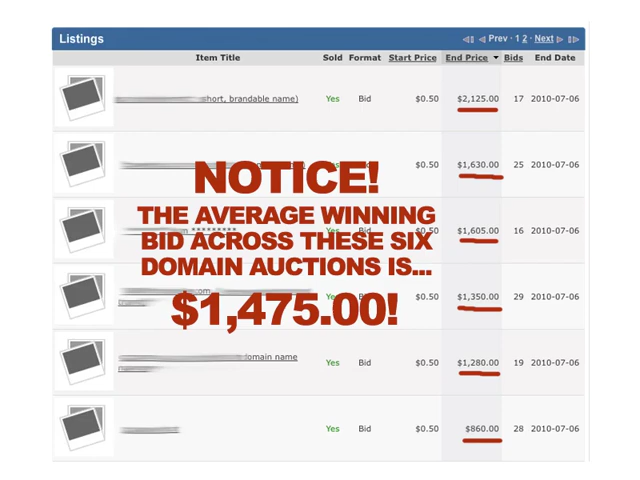 Listings Prev · 1 2 · Next
Item Title Sold Format Start Price End Price Bids End Date
short, brandable name) Yes Bid $0.50 $2,125.00 17 2010-07-06
$0.50 $1,630.00 25 2010-07-06
NOTICE!
THE AVERAGE WINNING
Bid $0.50 $1,605.00 16 2010-07-06
BID ACROSS THESE SIX
DOMAIN AUCTIONS IS...
Yes Bid $0.50 $1,350.00 29 2010-07-06
$1,475.00!
domain name Yes Bid $0.50 $1,280.00 19 2010-07-06
Yes Bid $0.50 $860.00 28 2010-07-06